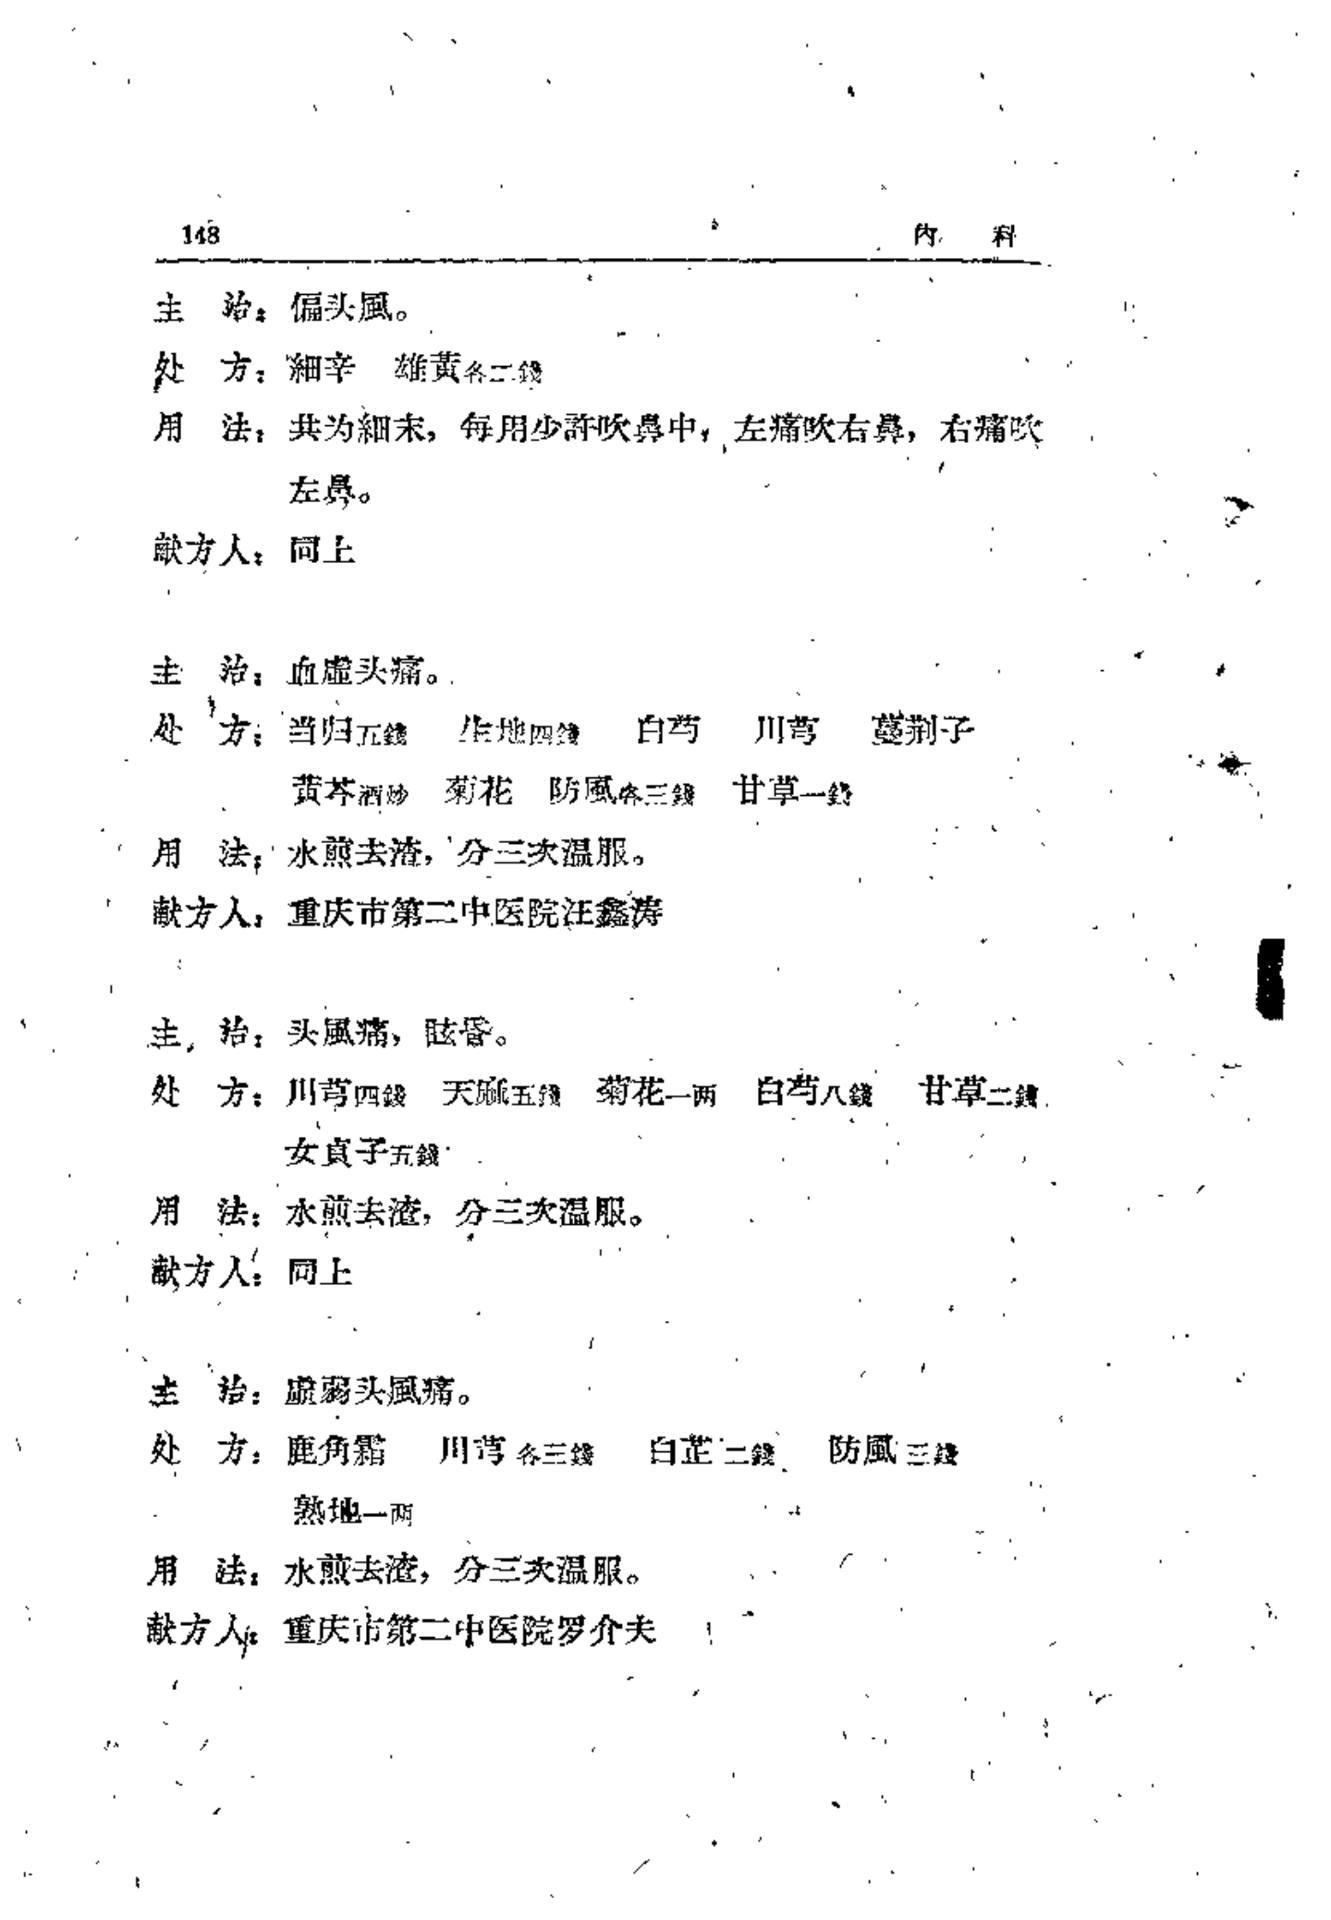 148 内 科
主 治：偏头風。
处 方：細辛 雄黃各二錢
用 法：共为細末，每用少許吹鼻中，左痛吹右鼻，右痛吹
左鼻。
献方人：同上
主 治：血虛头痛。
处 方：当归五錢 生地四錢 白芍 川芎 蔓荆子
黃芩酒炒 菊花 防風各三錢 甘草一錢
用 法：水煎去渣，分三次温服。
献方人：重庆市第二中医院汪鑫涛
主 治：头風痛，眩昏。
处 方：川芎四錢 天麻五錢 菊花一两 白芍八錢 甘草二錢
女貞子五錢
用 法：水煎去渣，分三次温服。
献方人：同上
主 治：虛弱头風痛。
处 方：鹿角霜 川芎各三錢 白芷二錢 防風三錢
熟地一两
用 法：水煎去渣，分三次温服。
献方人：重庆市第二中医院罗介夫